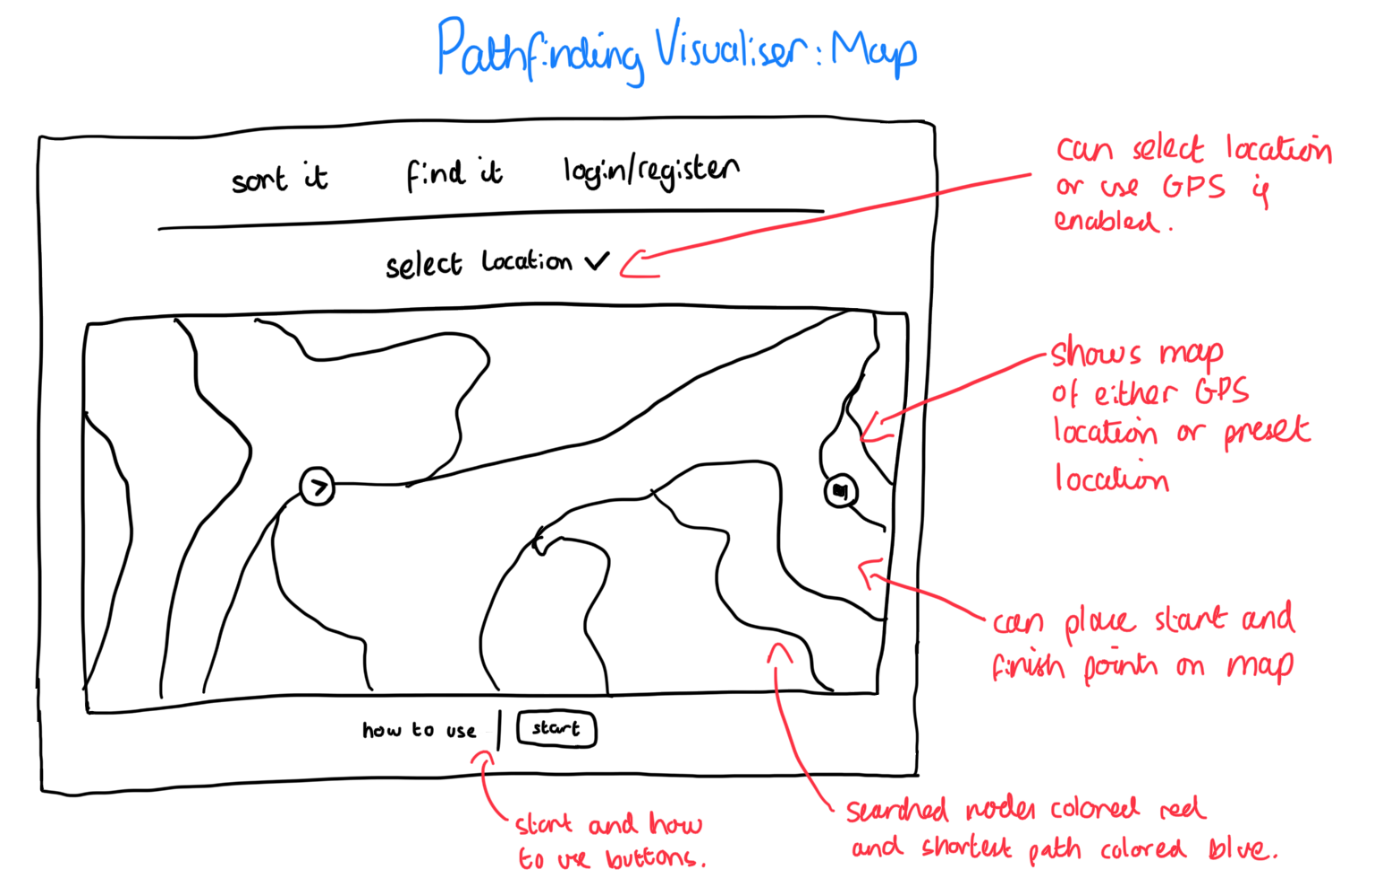 Pathfinding Visualiser: Map
sort it find it login/register
select location
can select location
or use GPS if
enabled.
shows map
of either GPS
location or preset
location
can place start and
finish points on map
how to use | start
start and how
to use buttons.
searched nodes colored red
and shortest path colored blue.